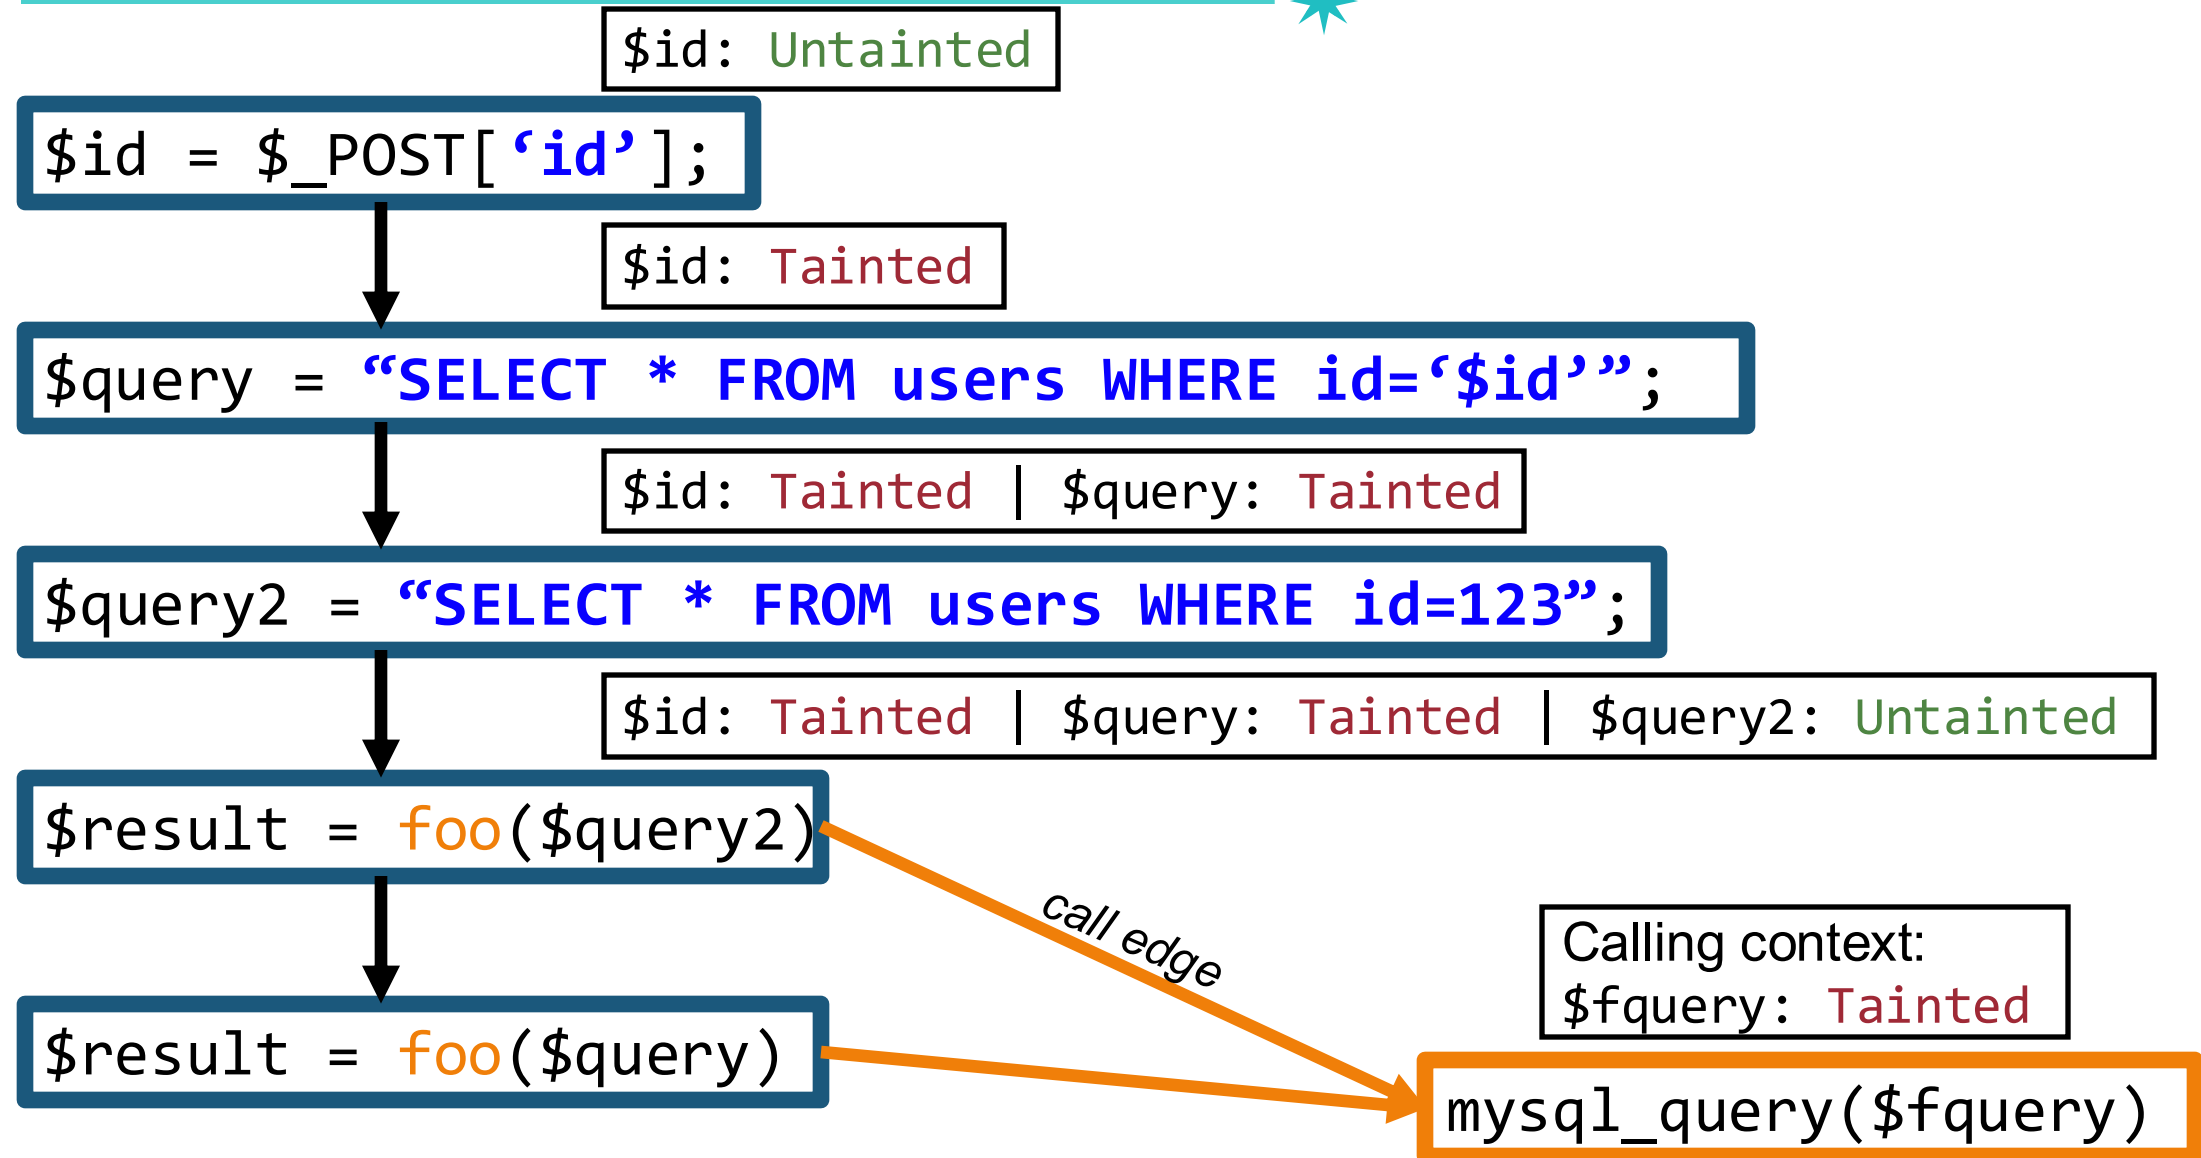 $id: Untainted
$id = $_POST[‘id’];
$id: Tainted
$query = “SELECT * FROM users WHERE id=‘$id’”;
$id: Tainted | $query: Tainted
$query2 = “SELECT * FROM users WHERE id=123”;
$id: Tainted | $query: Tainted | $query2: Untainted
$result = foo($query2)
call edge
Calling context:
$fquery: Tainted
$result = foo($query)
mysql_query($fquery)